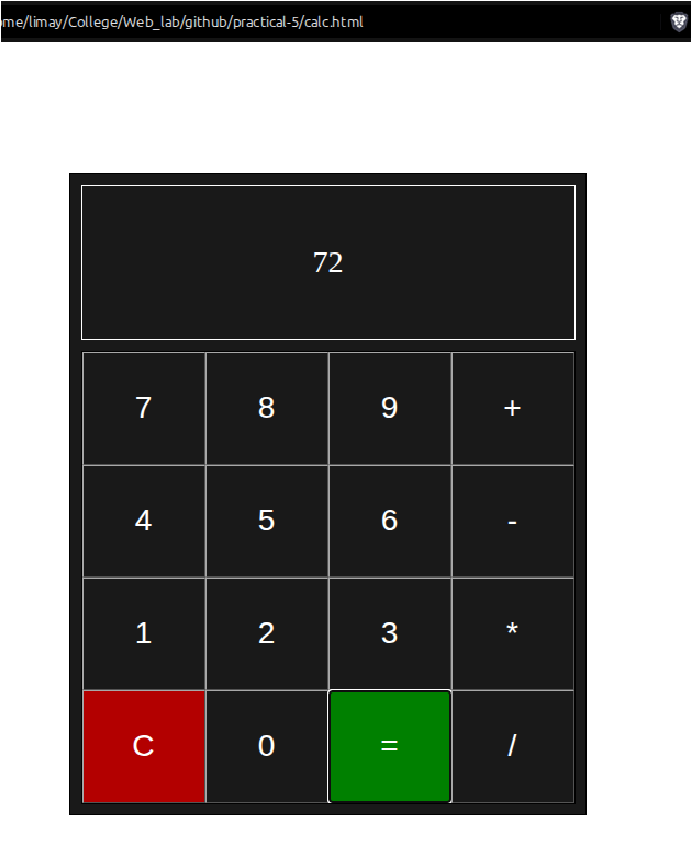 ome/limay/College/Web_lab/github/practical-5/calc.html
72
7 8 9 +
4 5 6 -
1 2 3 *
C 0 = /